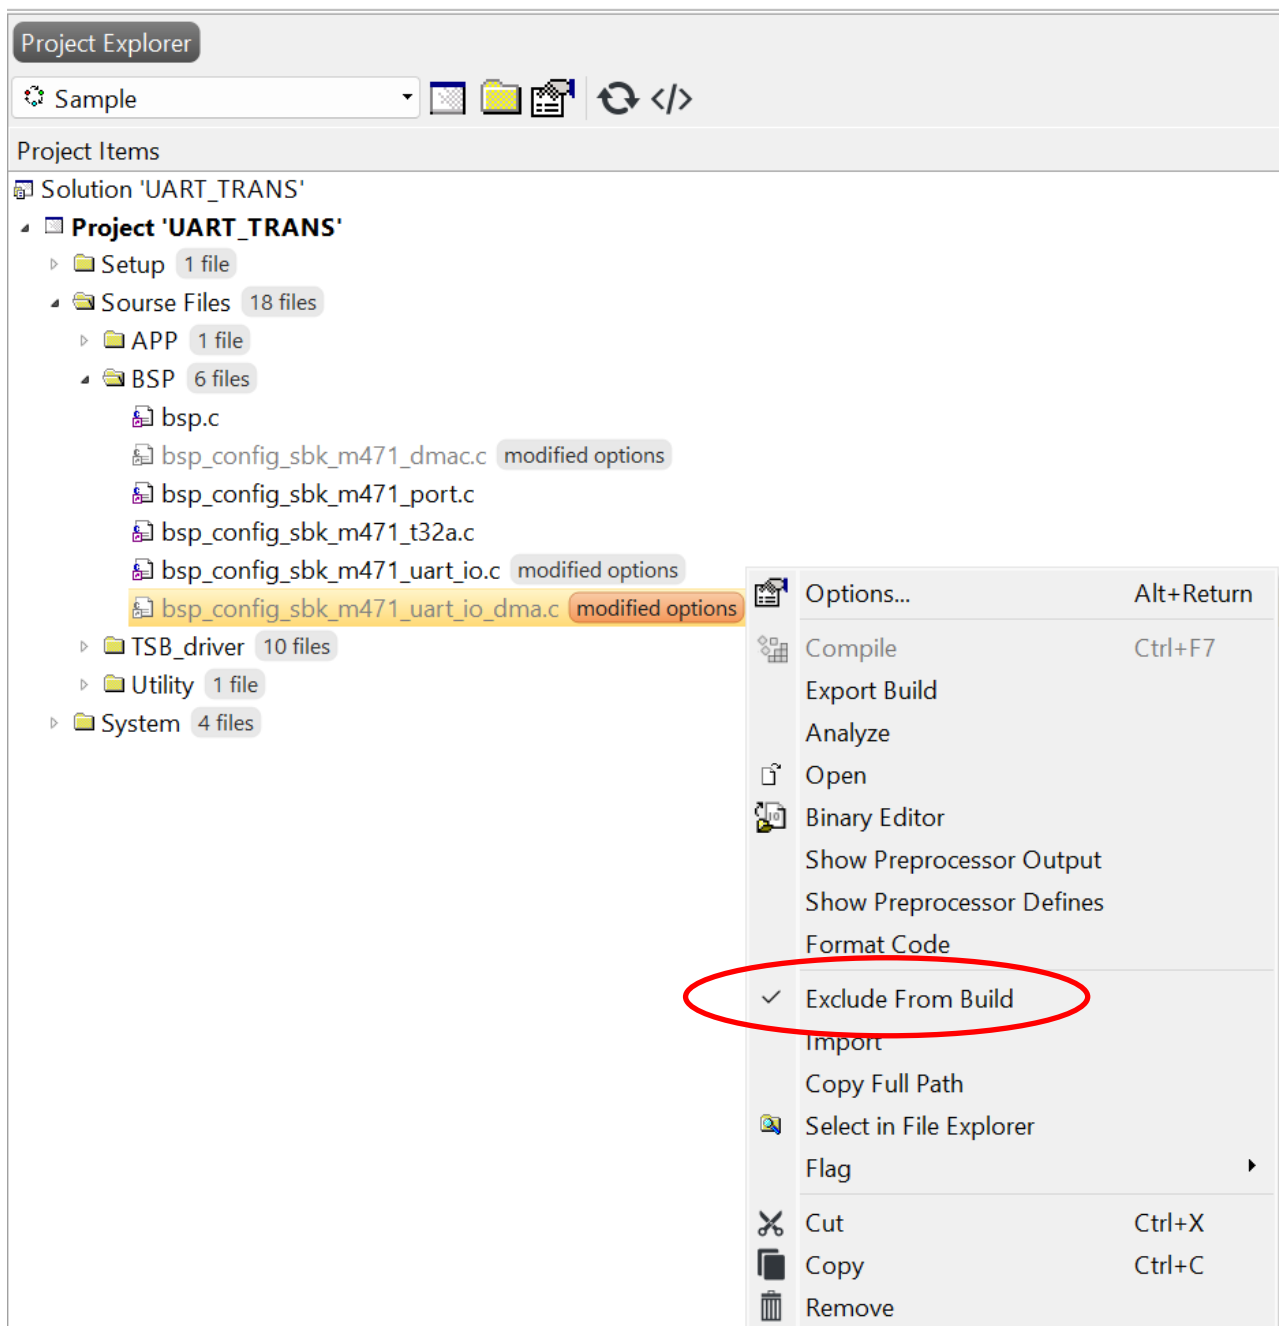 Project Explorer
Sample
</>
Project Items
Solution 'UART_TRANS'
Project 'UART_TRANS'
Setup 1 file
Sourse Files 18 files
APP 1 file
BSP 6 files
bsp.c
bsp_config_sbk_m471_dmac.c modified options
bsp_config_sbk_m471_port.c
bsp_config_sbk_m471_t32a.c
bsp_config_sbk_m471_uart_io.c modified options
bsp_config_sbk_m471_uart_io_dma.c modified options
TSB_driver 10 files
Utility 1 file
System 4 files
Options... Alt+Return
Compile Ctrl+F7
Export Build
Analyze
Open
Binary Editor
Show Preprocessor Output
Show Preprocessor Defines
Format Code
Exclude From Build
Import
Copy Full Path
Select in File Explorer
Flag
Cut Ctrl+X
Copy Ctrl+C
Remove